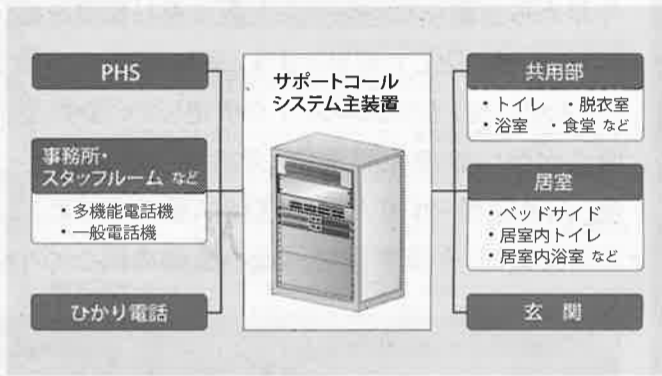 PHS
事務所・
スタッフルーム など
・多機能電話機
・一般電話機
ひかり電話
サポートコール
システム主装置
共用部
・トイレ ・脱衣室
・浴室 ・食堂 など
居室
・ベッドサイド
・居室内トイレ
・居室内浴室 など
玄 関